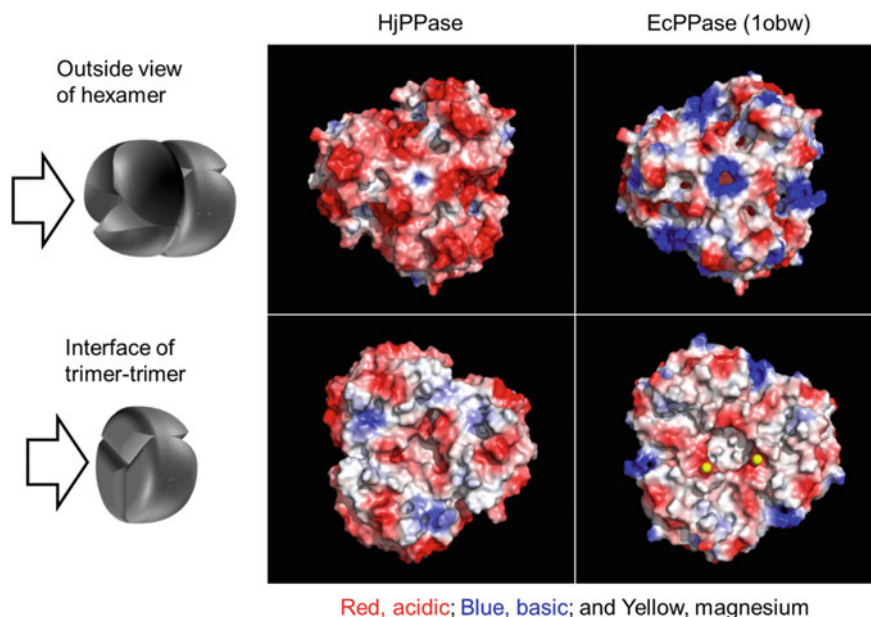 HjPPase
EcPPase (1obw)
Outside view
of hexamer
Interface of
trimer-trimer
Red, acidic; Blue, basic; and Yellow, magnesium